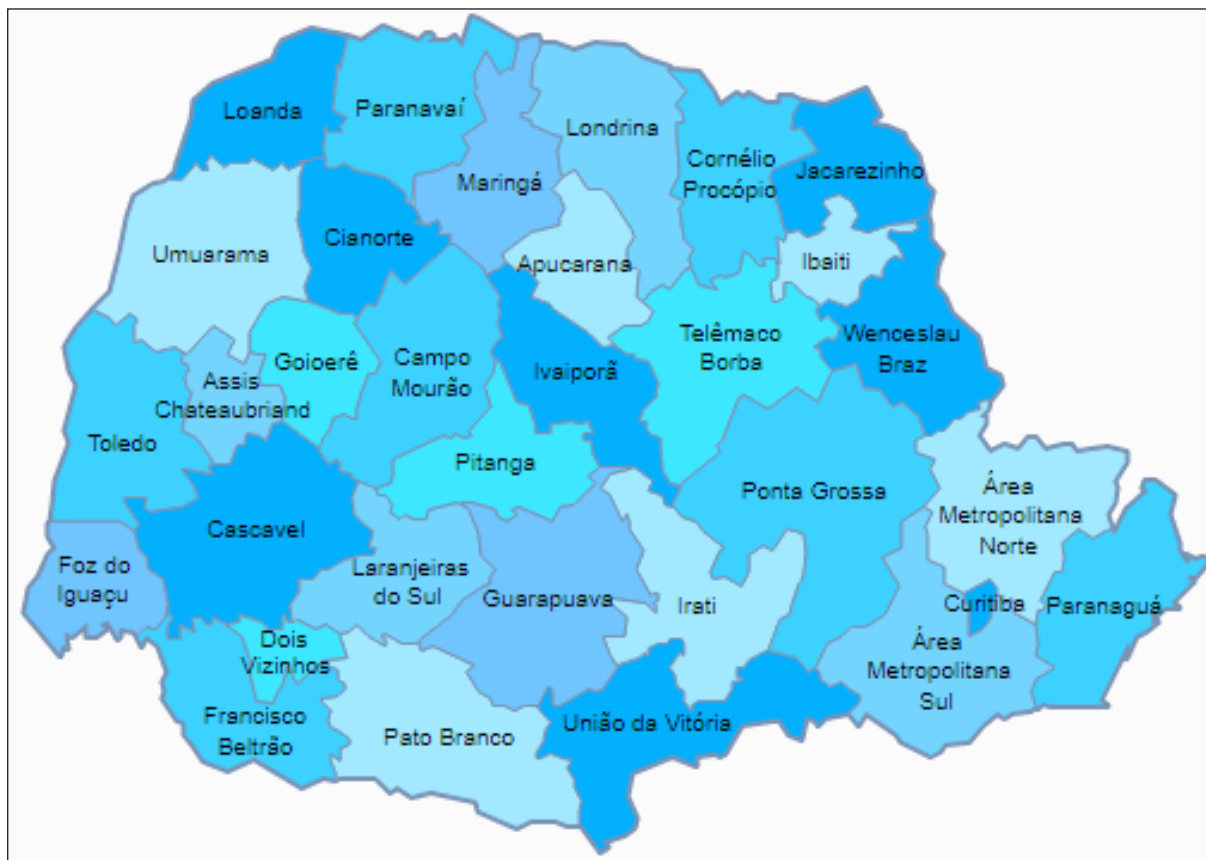 Loanda
Paranavaí
Londrina
Maringá
Cornélio
Procópio
Jacarezinho
Umuarama
Cianorte
Apucarana
Ibaiti
Goioerê
Campo
Mourão
Ivaiporã
Telêmaco
Borba
Wenceslau
Braz
Assis
Chateaubriand
Toledo
Pitanga
Ponta Grossa
Área
Metropolitana
Norte
Cascavel
Foz do
Iguaçu
Laranjeiras
do Sul
Guarapuava
Irati
Curitiba
Paranaguá
Dois
Vizinhos
Área
Metropolitana
Sul
Francisco
Beltrão
Pato Branco
União da Vitória